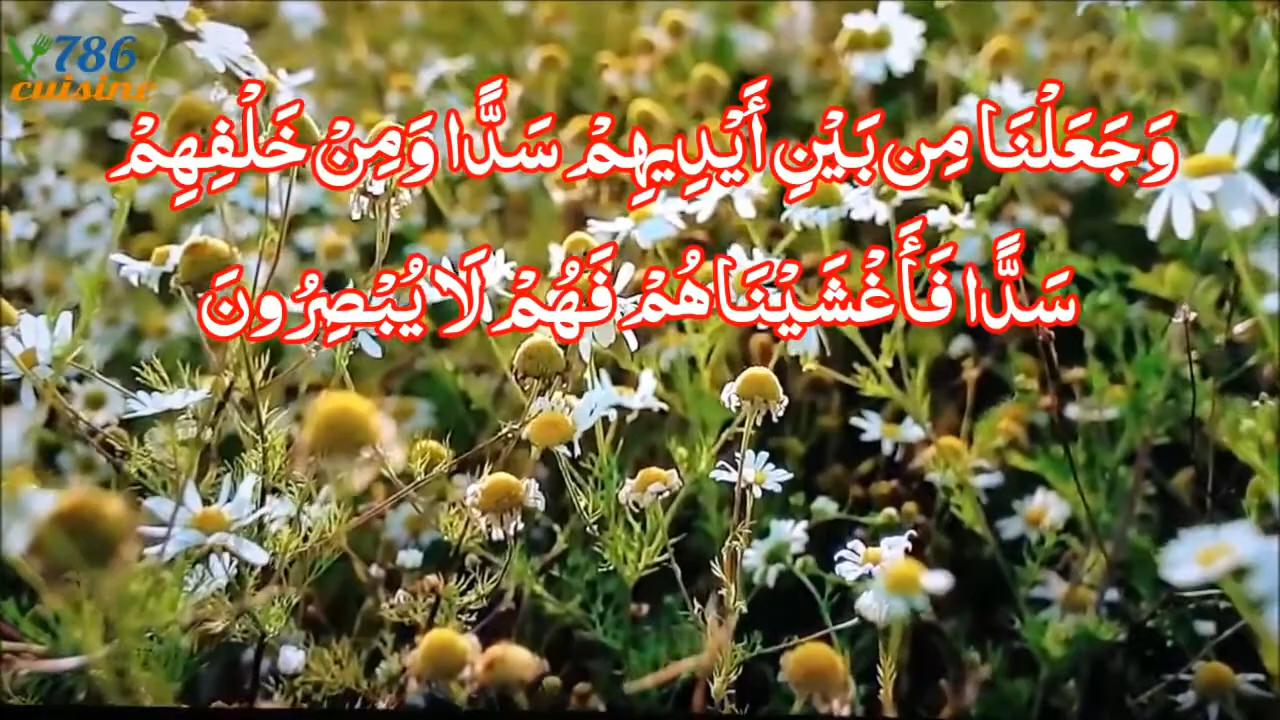 786
cuisine
وَجَعَلْنَا مِن بَيْنِ أَيْدِيهِمْ سَدًّا وَمِنْ خَلْفِهِمْ
سَدًّا فَأَغْشَيْنَاهُمْ فَهُمْ لَا يُبْصِرُونَ